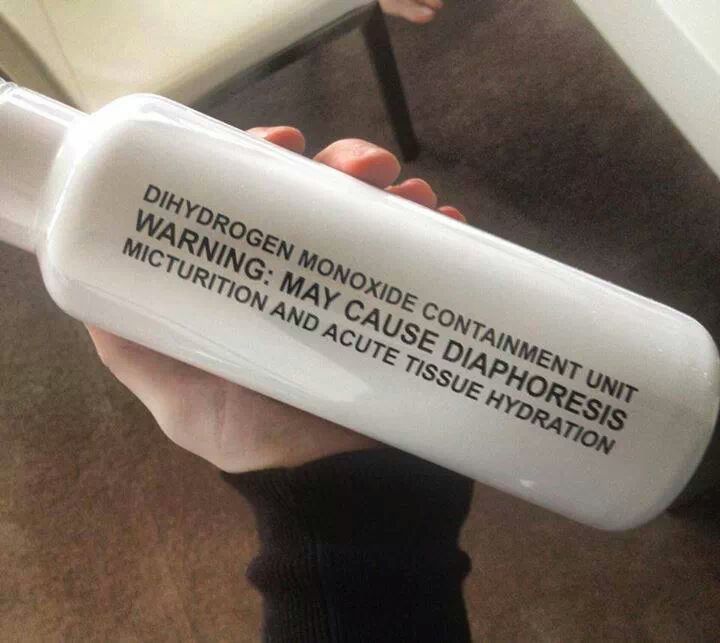 DIHYDROGEN MONOXIDE CONTAINMENT UNIT
WARNING: MAY CAUSE DIAPHORESIS
MICTURITION AND ACUTE TISSUE HYDRATION